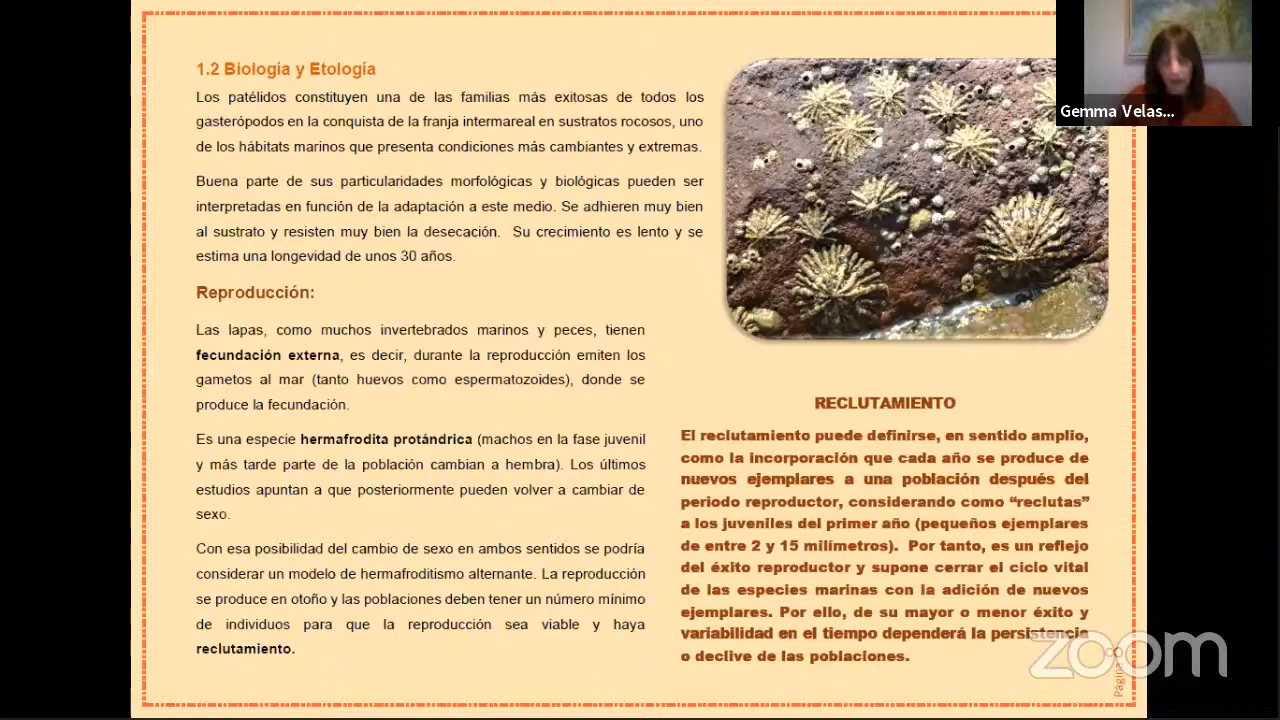 1.2 Biología y Etología
Los patélidos constituyen una de las familias más exitosas de todos los
gasterópodos en la conquista de la franja intermareal en sustratos rocosos, uno
de los hábitats marinos que presenta condiciones más cambiantes y extremas.
Buena parte de sus particularidades morfológicas y biológicas pueden ser
interpretadas en función de la adaptación a este medio. Se adhieren muy bien
al sustrato y resisten muy bien la desecación. Su crecimiento es lento y se
estima una longevidad de unos 30 años.
Reproducción:
Las lapas, como muchos invertebrados marinos y peces, tienen
fecundación externa, es decir, durante la reproducción emiten los
gametos al mar (tanto huevos como espermatozoides), donde se
produce la fecundación.
Es una especie hermafrodita protándrica (machos en la fase juvenil
y más tarde parte de la población cambian a hembra). Los últimos
estudios apuntan a que posteriormente pueden volver a cambiar de
sexo.
Con esa posibilidad del cambio de sexo en ambos sentidos se podría
considerar un modelo de hermafroditismo alternante. La reproducción
se produce en otoño y las poblaciones deben tener un número mínimo
de individuos para que la reproducción sea viable y haya
reclutamiento.
Gemma Velas...
RECLUTAMIENTO
El reclutamiento puede definirse, en sentido amplio,
como la incorporación que cada año se produce de
nuevos ejemplares a una población después del
periodo reproductor, considerando como “reclutas”
a los juveniles del primer año (pequeños ejemplares
de entre 2 y 15 milímetros). Por tanto, es un reflejo
del éxito reproductor y supone cerrar el ciclo vital
de las especies marinas con la adición de nuevos
ejemplares. Por ello, de su mayor o menor éxito y
variabilidad en el tiempo dependerá la persistencia
o declive de las poblaciones.
Página 8
zoom